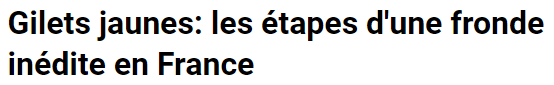 Gilets jaunes: les étapes d'une fronde
inédite en France